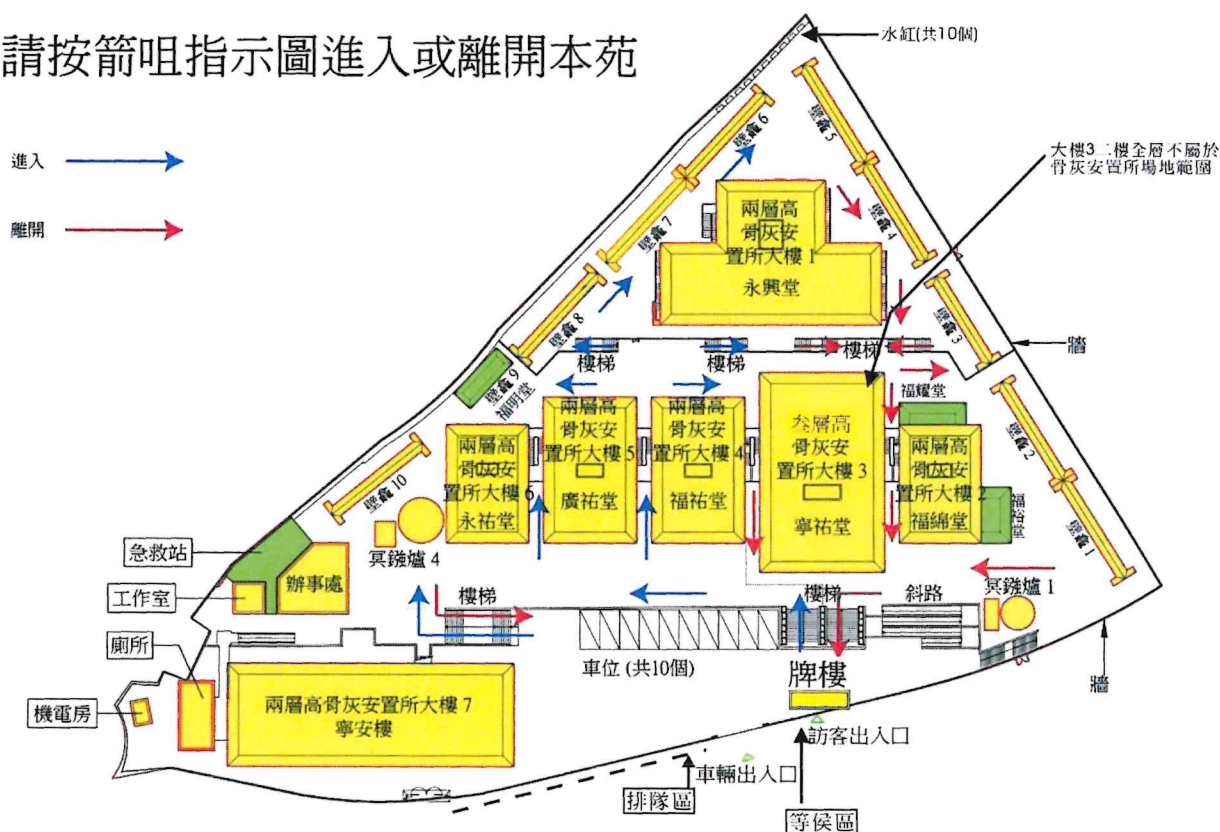 請按箭咀指示圖進入或離開本苑
水缸(共10個)
進入
離開
大樓3二樓全層不屬於
骨灰安置所場地範圍
壁龕 6
壁龕 5
壁龕 7
壁龕 4
兩層高
骨灰安
置所大樓 1
永興堂
壁龕 8
壁龕 3
牆
樓梯
樓梯
樓梯
壁龕 9
福明堂
福耀堂
兩層高
骨灰安
置所大樓 6
永祐堂
兩層高
骨灰安
置所大樓 5
廣祐堂
兩層高
骨灰安
置所大樓 4
福祐堂
叁層高
骨灰安
置所大樓 3
寧祐堂
兩層高
骨灰安
置所大樓 2
福綿堂
福裕堂
壁龕 2
壁龕 1
壁龕 10
冥鏹爐 4
急救站
辦事處
工作室
樓梯
樓梯
斜路
冥鏹爐 1
廁所
車位 (共10個)
牌樓
牆
機電房
兩層高骨灰安置所大樓 7
寧安樓
訪客出入口
車輛出入口
排隊區
等侯區